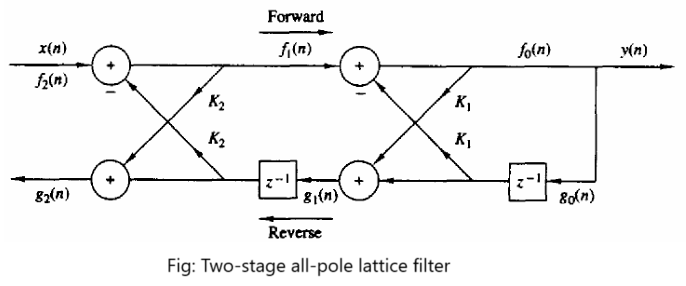 Forward
x(n) f₁(n) f₀(n) y(n)
+ +
f₂(n) − −
K₂ K₁
K₂ K₁
+ z⁻¹ + z⁻¹
g₂(n) g₁(n) g₀(n)
Reverse
Fig: Two-stage all-pole lattice filter